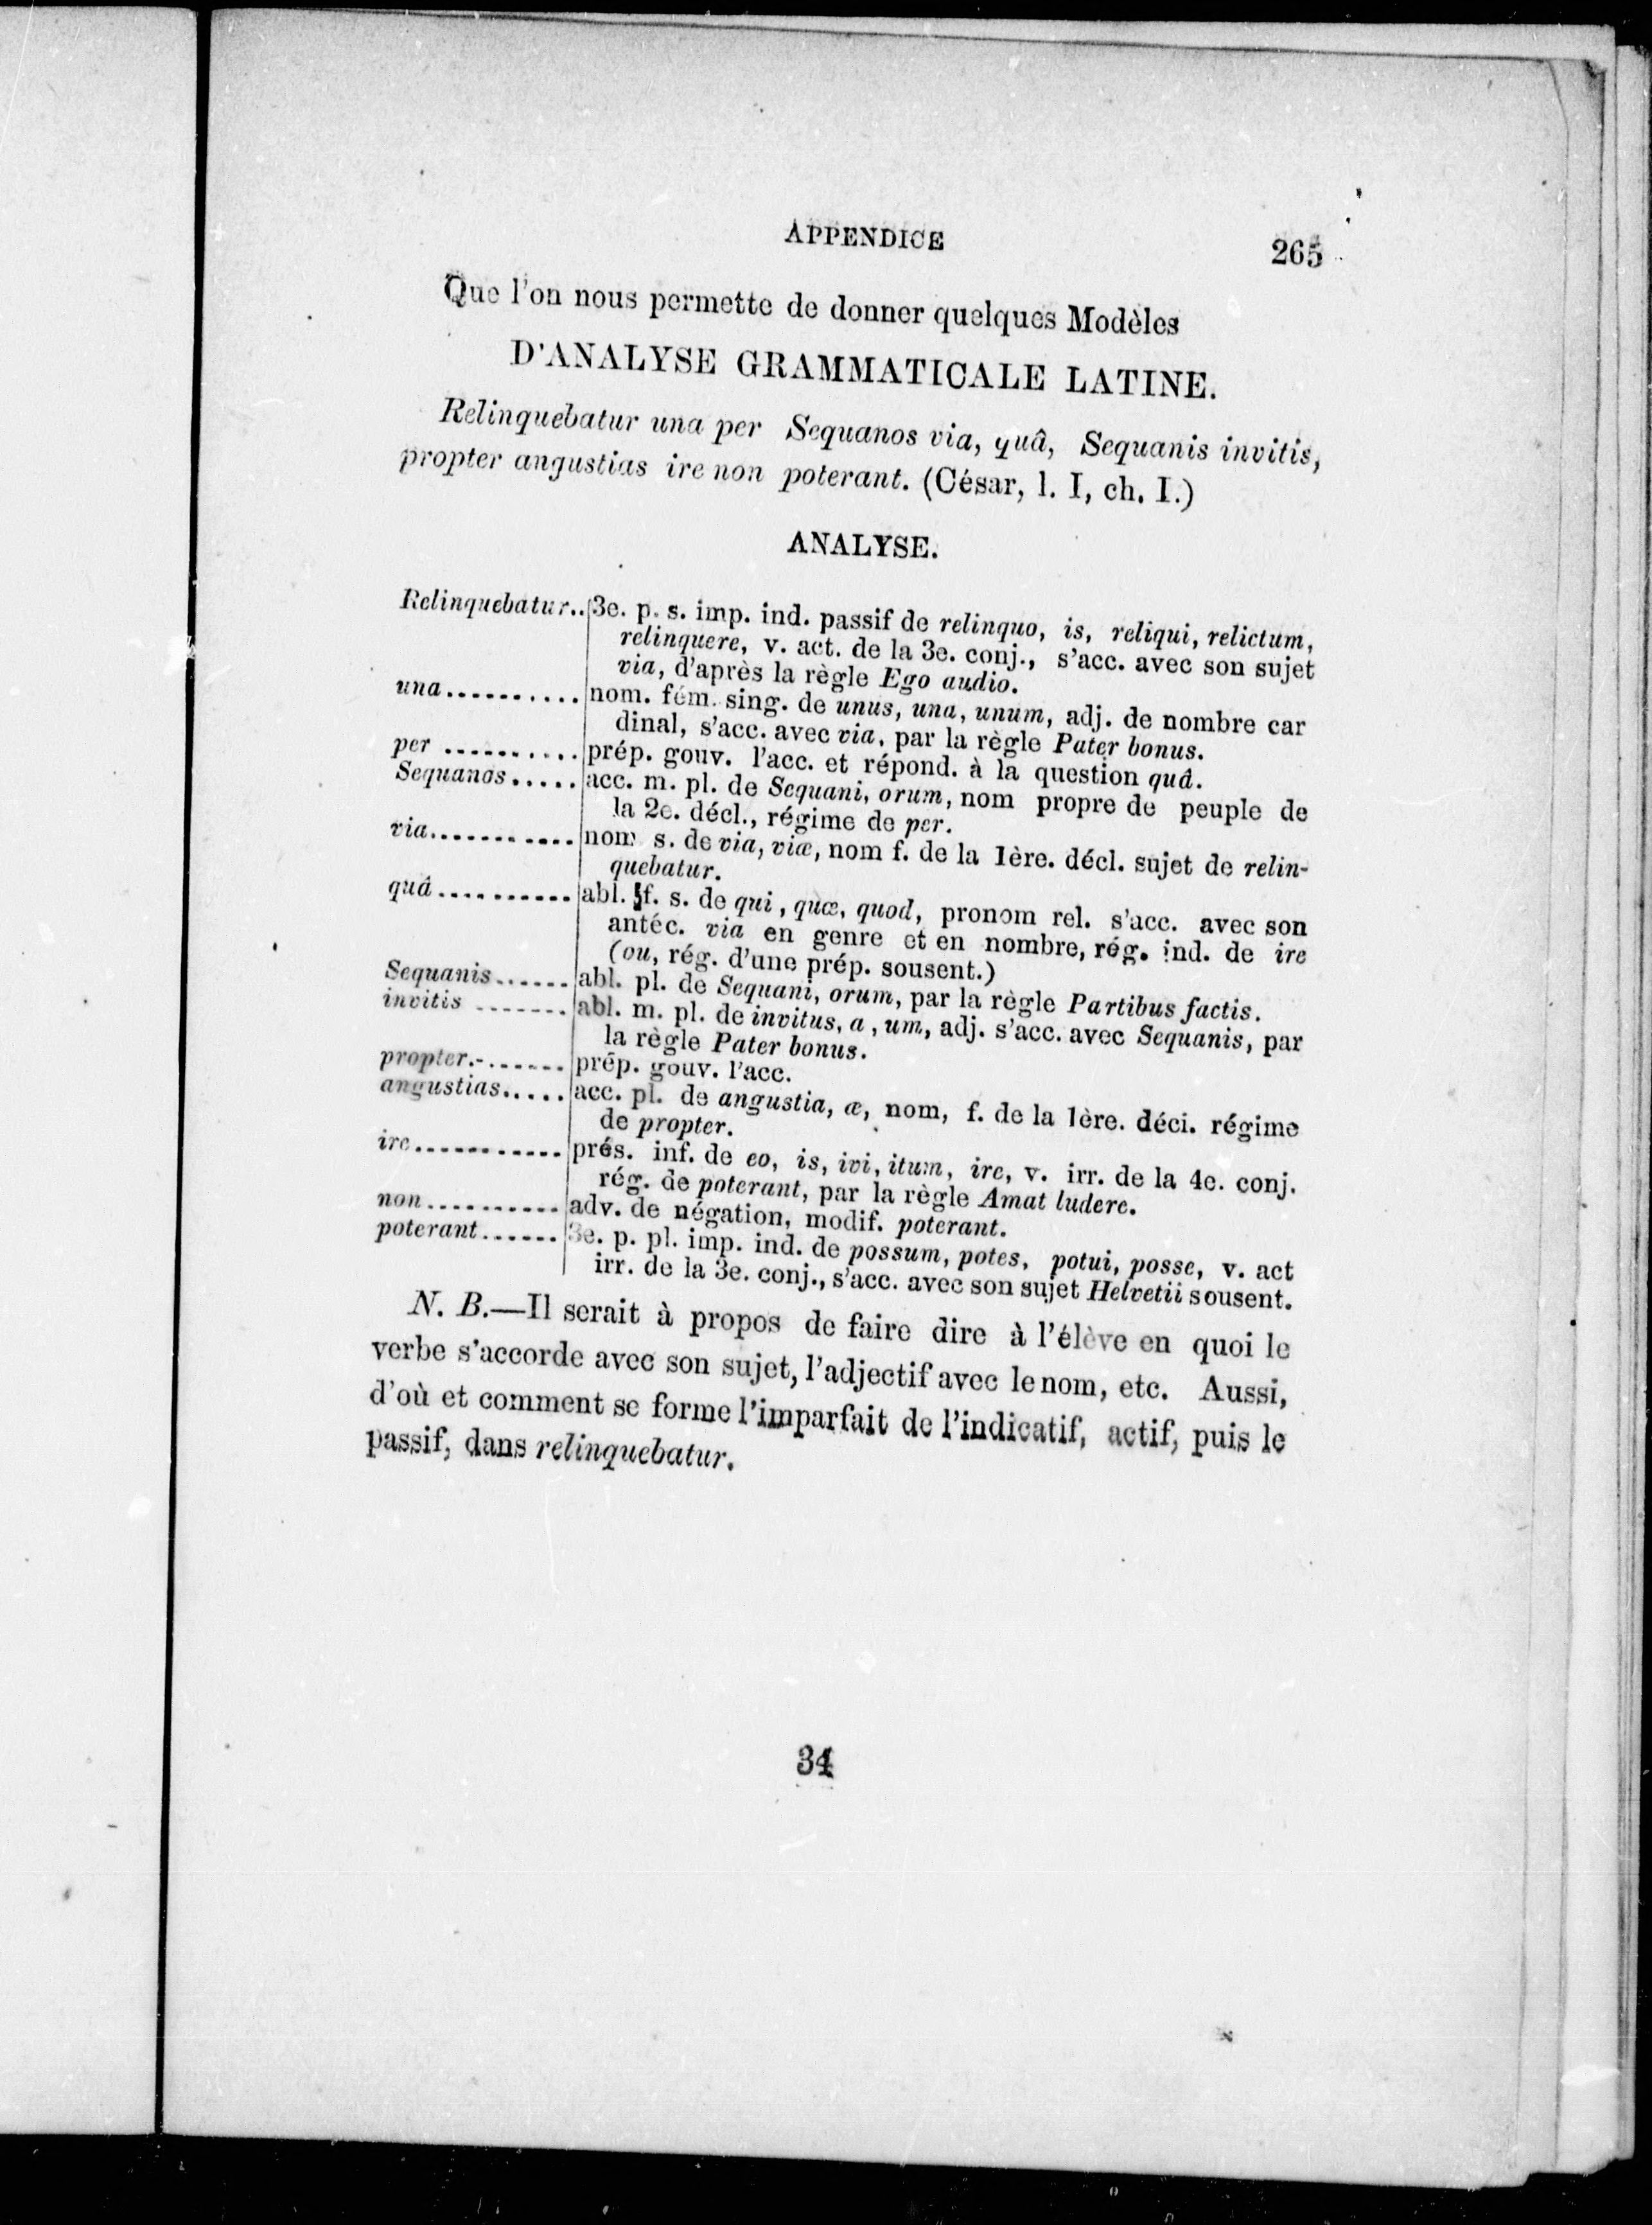 APPENDICE 265
Que l'on nous permette de donner quelques Modèles
D'ANALYSE GRAMMATICALE LATINE.
Relinquebatur una per Sequanos via, quâ, Sequanis invitis,
propter angustias ire non poterant. (César, l. I, ch. I.)
ANALYSE.
Relinquebatur.. 3e. p. s. imp. ind. passif de relinquo, is, reliqui, relictum,
relinquere, v. act. de la 3e. conj., s'acc. avec son sujet
via, d'après la règle Ego audio.
una.......... nom. fém. sing. de unus, una, unum, adj. de nombre car
dinal, s'acc. avec via, par la règle Pater bonus.
per .......... prép. gouv. l'acc. et répond. à la question quâ.
Sequanos..... acc. m. pl. de Sequani, orum, nom propre de peuple de
la 2e. décl., régime de per.
via........... nom s. de via, viæ, nom f. de la 1ère. décl. sujet de relin-
quebatur.
quâ .......... abl. f. s. de qui, quæ, quod, pronom rel. s'acc. avec son
antéc. via en genre et en nombre, rég. ind. de ire
(ou, rég. d'une prép. sousent.)
Sequanis...... abl. pl. de Sequani, orum, par la règle Partibus factis.
invitis ....... abl. m. pl. de invitus, a, um, adj. s'acc. avec Sequanis, par
la règle Pater bonus.
propter.-...... prép. gouv. l'acc.
angustias..... acc. pl. de angustia, æ, nom, f. de la 1ère. déci. régime
de propter.
ire........... prés. inf. de eo, is, ivi, itum, ire, v. irr. de la 4e. conj.
rég. de poterant, par la règle Amat ludere.
non.......... adv. de négation, modif. poterant.
poterant...... 3e. p. pl. imp. ind. de possum, potes, potui, posse, v. act
irr. de la 3e. conj., s'acc. avec son sujet Helvetii sousent.
N. B.—Il serait à propos de faire dire à l'élève en quoi le
verbe s'accorde avec son sujet, l'adjectif avec le nom, etc. Aussi,
d'où et comment se forme l'imparfait de l'indicatif, actif, puis le
passif, dans relinquebatur.
34